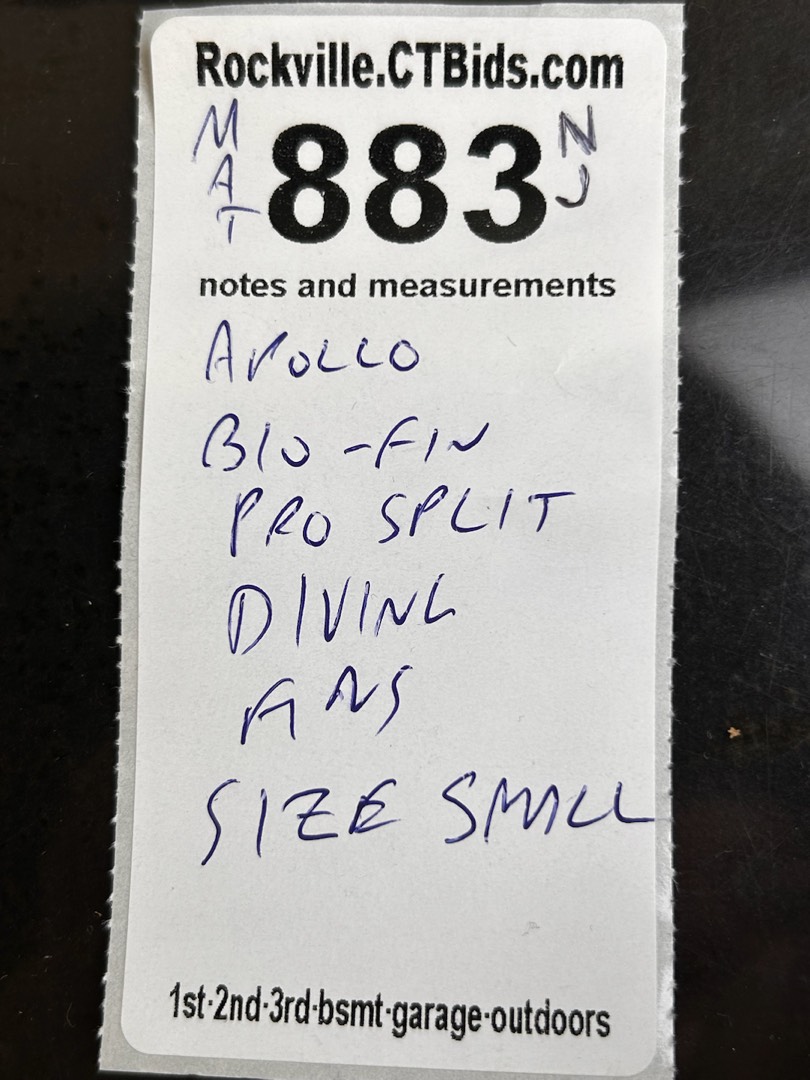 Rockville.CTBids.com
MAT 883 NJ
notes and measurements
APOLLO
BIO-FIN
PRO SPLIT
DIVING
FINS
SIZE SMALL
1st·2nd·3rd·bsmt·garage·outdoors